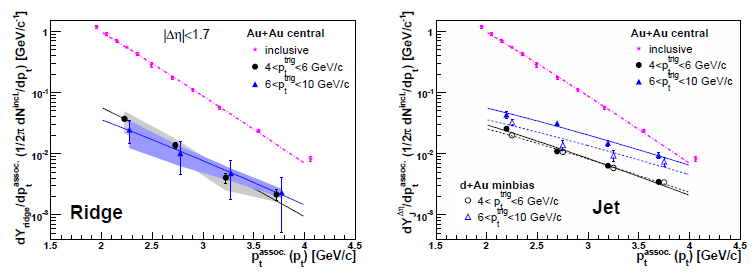 dY_ridge/dp_t^assoc. (1/2π dN^incl./dp_t) [GeV/c⁻¹]
|Δη|<1.7
Au+Au central
inclusive
4<p_t^trig<6 GeV/c
6<p_t^trig<10 GeV/c
1
10⁻¹
10⁻²
10⁻³
Ridge
1.5 2 2.5 3 3.5 4 4.5
p_t^assoc. (p_t) [GeV/c]
dY^Δη/dp_t^assoc. (1/2π dN^incl./dp_t) [GeV/c⁻¹]
Au+Au central
inclusive
4<p_t^trig<6 GeV/c
6<p_t^trig<10 GeV/c
1
10⁻¹
10⁻²
10⁻³
d+Au minbias
4< p_t^trig<6 GeV/c
6<p_t^trig<10 GeV/c
Jet
1.5 2 2.5 3 3.5 4 4.5
p_t^assoc. (p_t) [GeV/c]